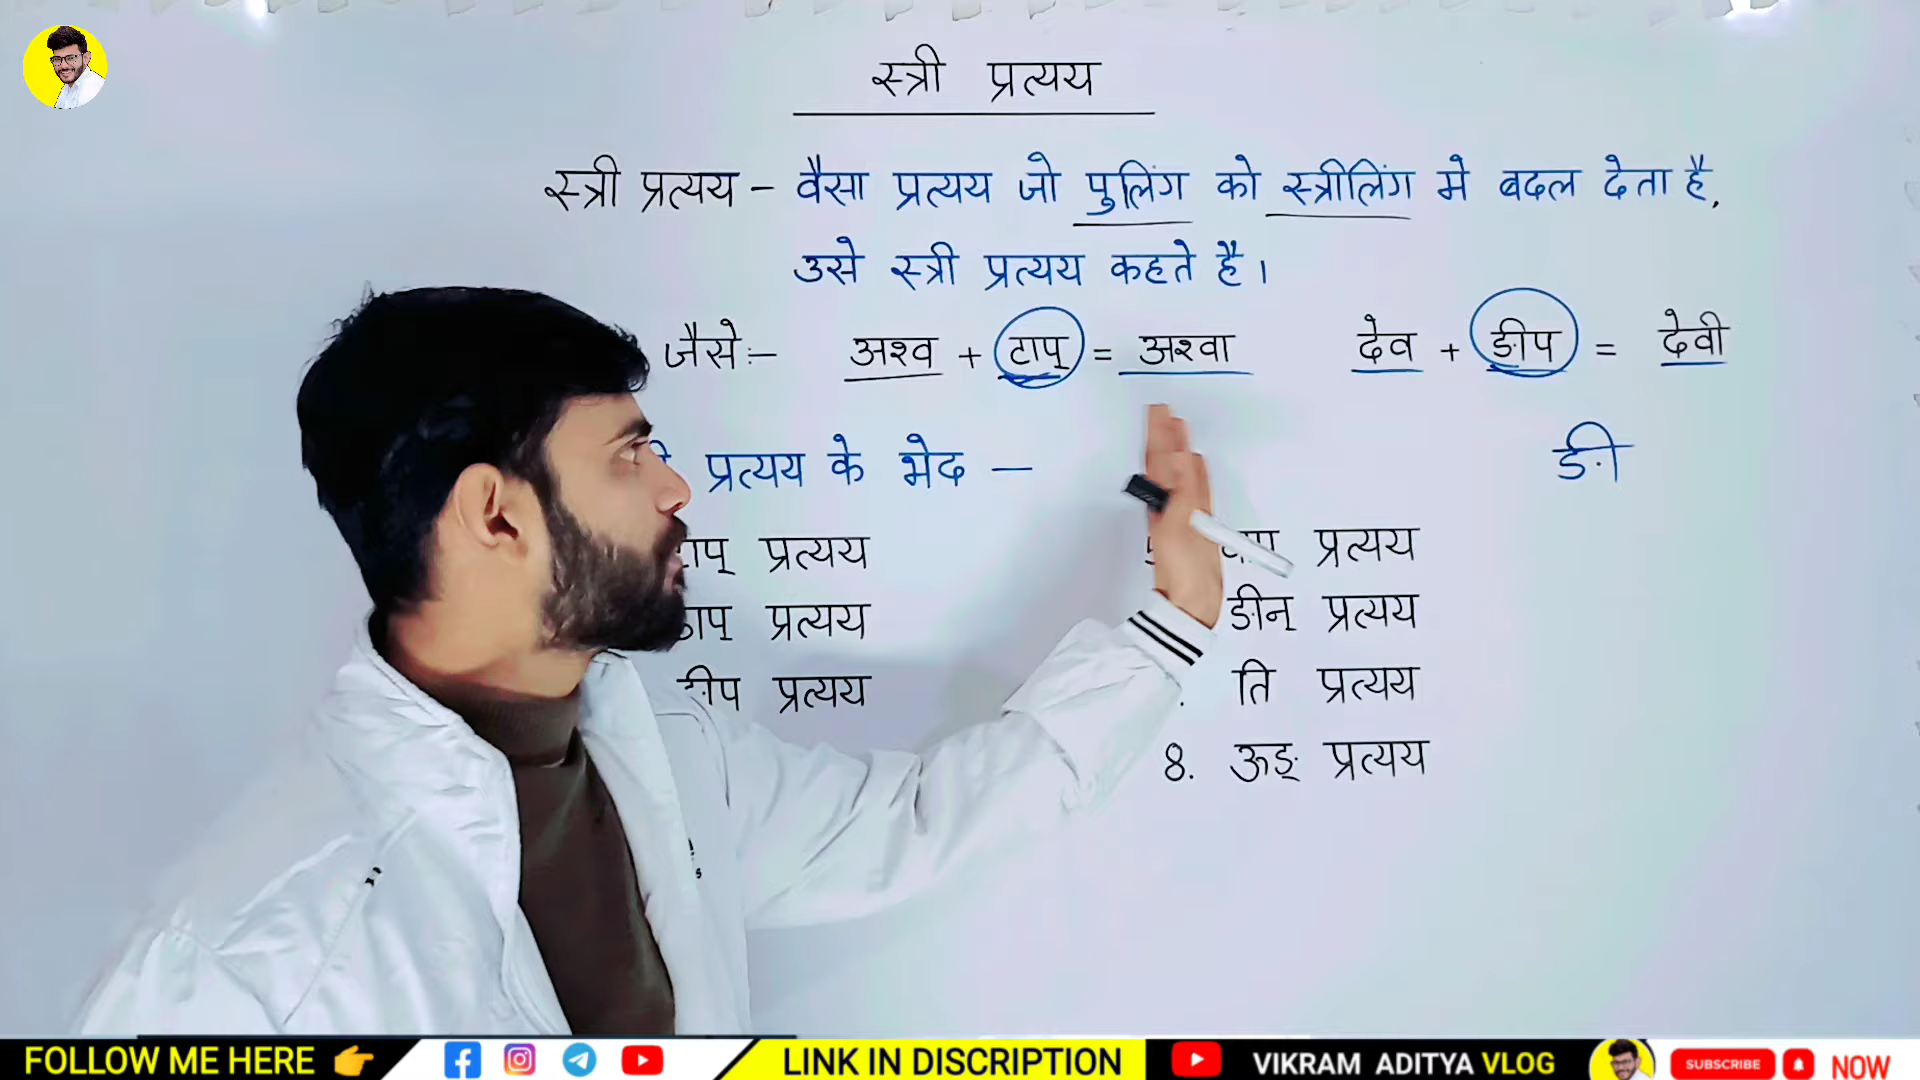 स्त्री प्रत्यय
स्त्री प्रत्यय – वैसा प्रत्यय जो पुलिंग को स्त्रीलिंग मे बदल देता है,
उसे स्त्री प्रत्यय कहते है।
जैसे:– अश्व + टाप् = अश्वा देव + ङीप = देवी
प्रत्यय के भेद –
ङी
प्रत्यय
प्रत्यय
प्रत्यय
प्रत्यय
ङीन् प्रत्यय
ति प्रत्यय
8. ऊङ् प्रत्यय
FOLLOW ME HERE LINK IN DISCRIPTION VIKRAM ADITYA VLOG SUBSCRIBE NOW